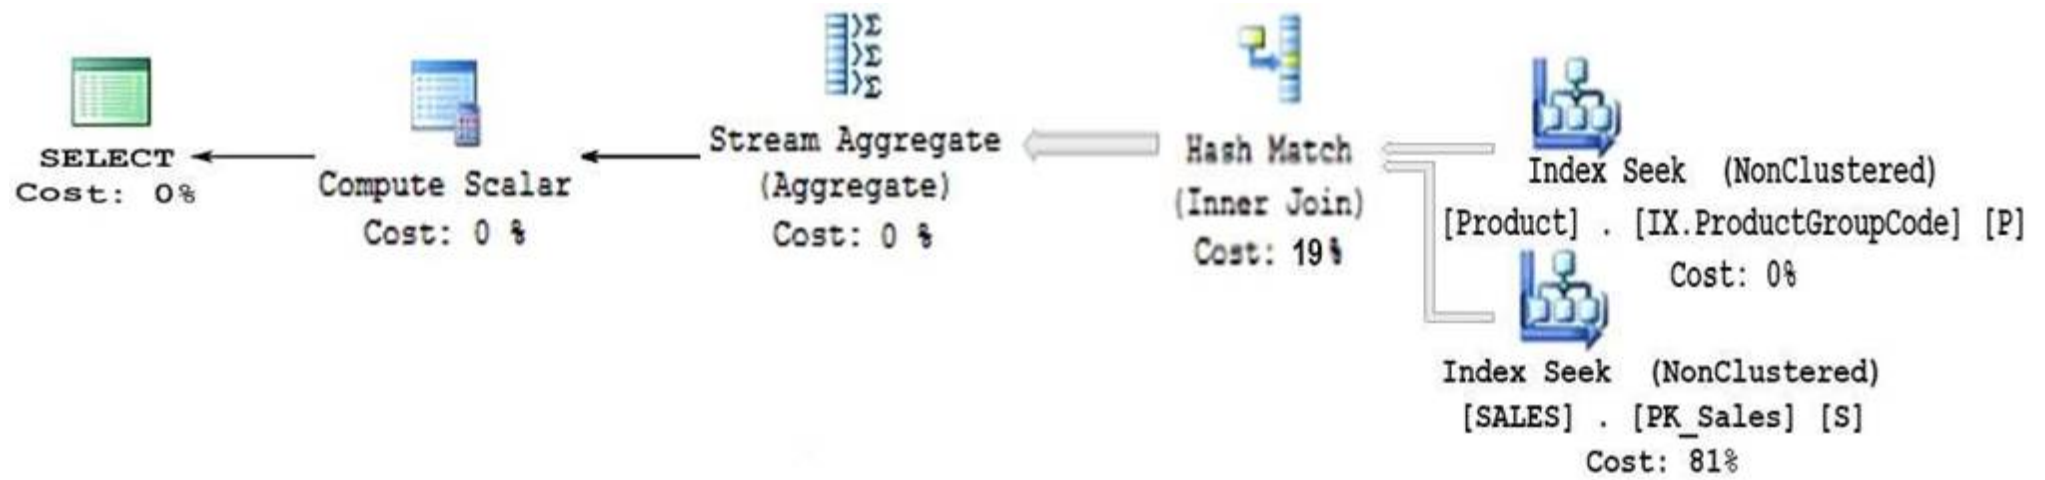 SELECT
Cost: 0%
Compute Scalar
Cost: 0 %
Stream Aggregate
(Aggregate)
Cost: 0 %
Hash Match
(Inner Join)
Cost: 19%
Index Seek (NonClustered)
[Product] . [IX.ProductGroupCode] [P]
Cost: 0%
Index Seek (NonClustered)
[SALES] . [PK_Sales] [S]
Cost: 81%